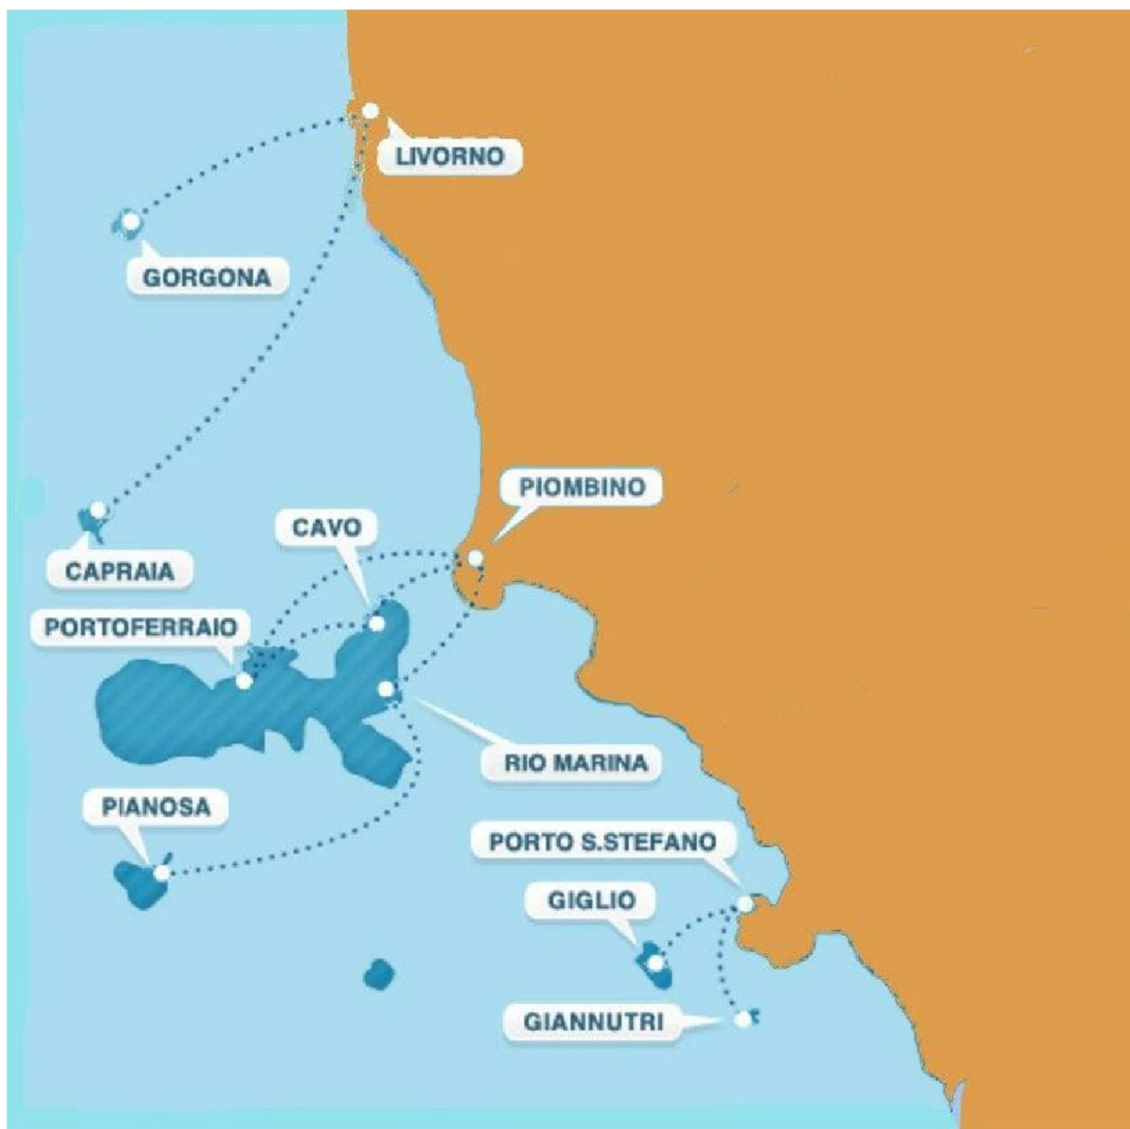 LIVORNO
GORGONA
PIOMBINO
CAVO
CAPRAIA
PORTOFERRAIO
RIO MARINA
PIANOSA
PORTO S.STEFANO
GIGLIO
GIANNUTRI